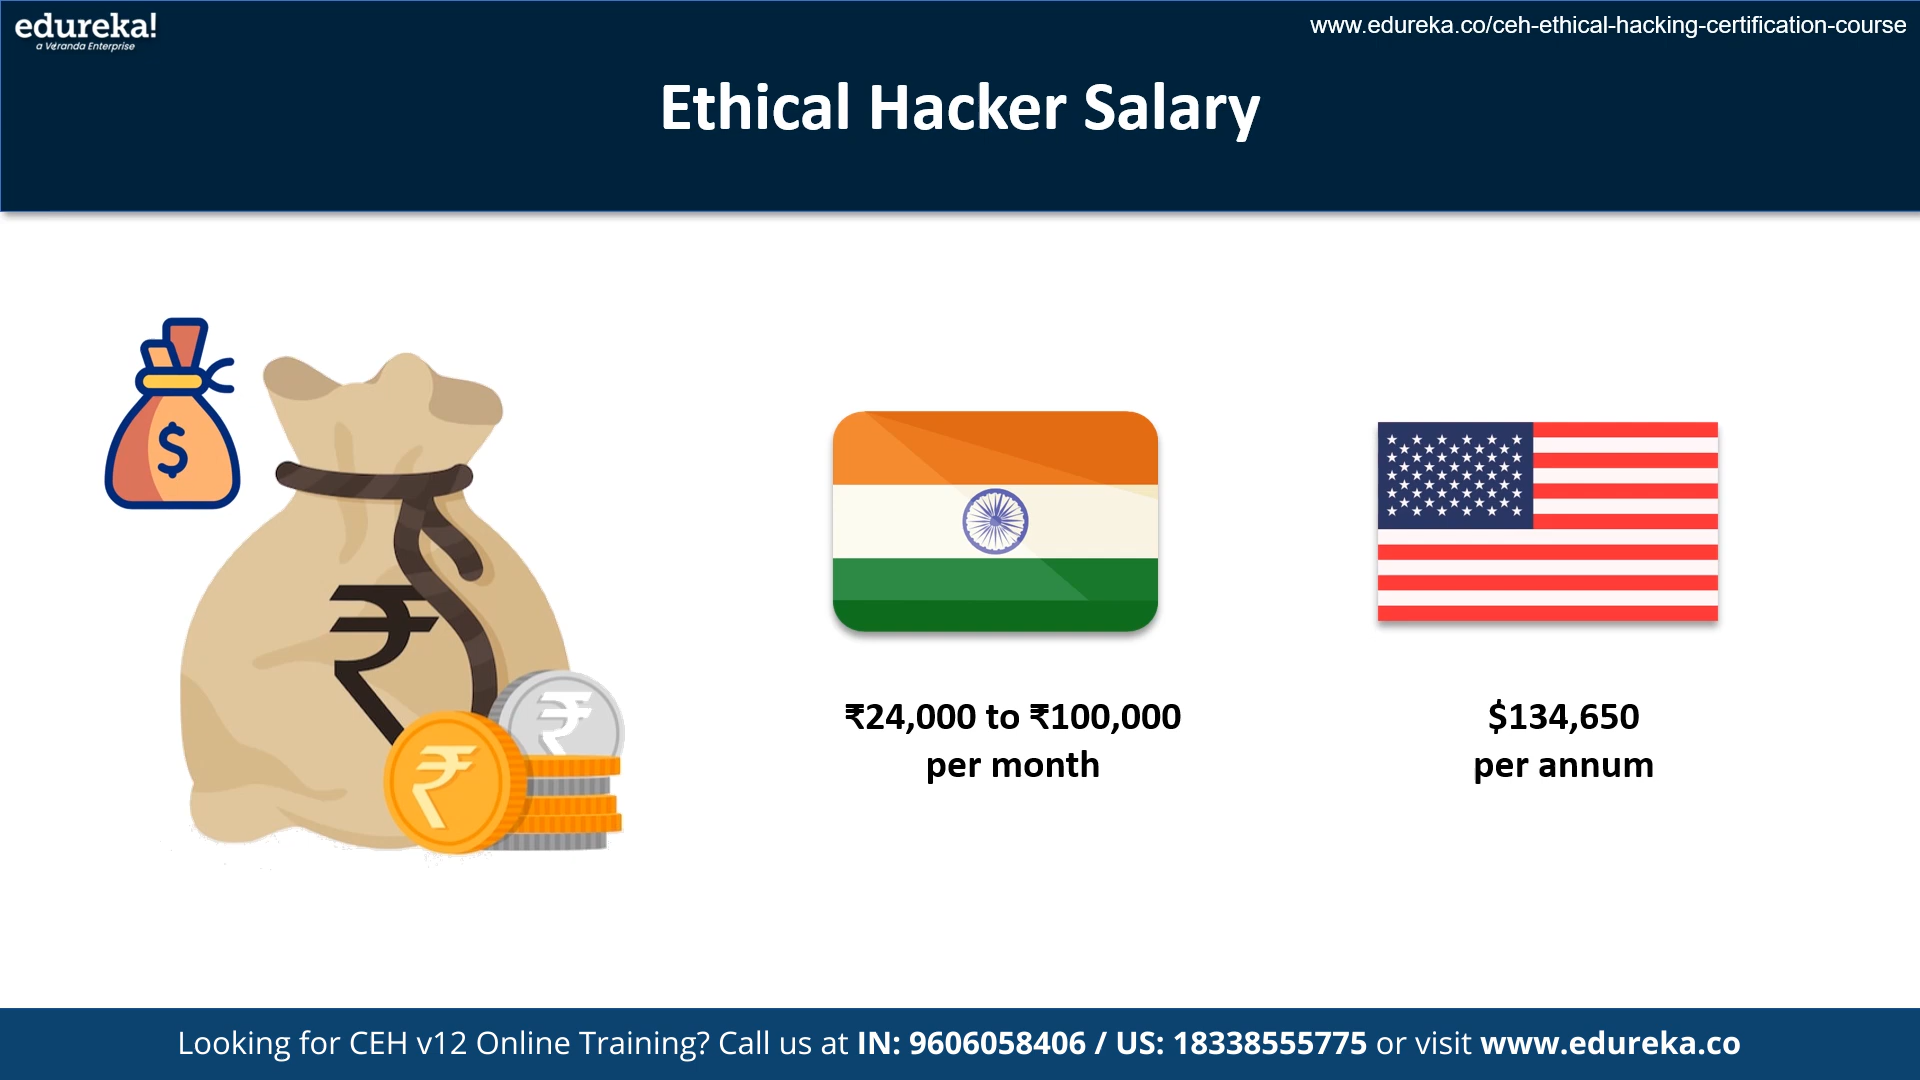 edureka!
a Veranda Enterprise
www.edureka.co/ceh-ethical-hacking-certification-course
Ethical Hacker Salary
$
₹
₹
₹
₹24,000 to ₹100,000
per month
$134,650
per annum
Looking for CEH v12 Online Training? Call us at IN: 9606058406 / US: 18338555775 or visit www.edureka.co